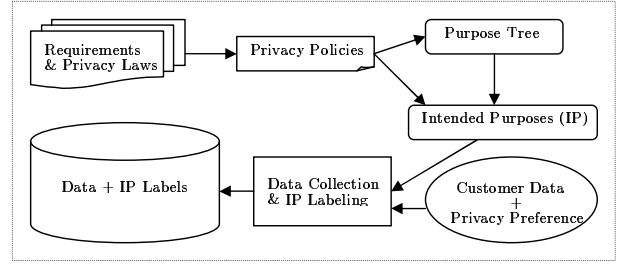 Requirements
& Privacy Laws
Privacy Policies
Purpose Tree
Intended Purposes (IP)
Data + IP Labels
Data Collection
& IP Labeling
Customer Data
+
Privacy Preference